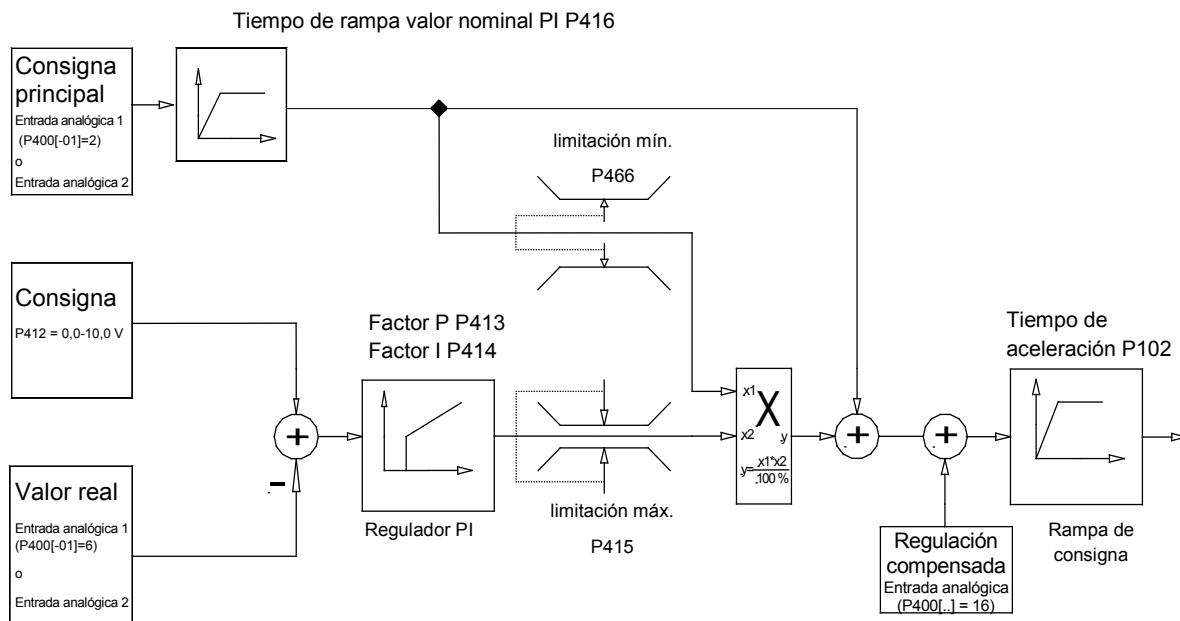 Tiempo de rampa valor nominal PI P416
Consigna
principal
Entrada analógica 1
(P400[-01]=2)
o
Entrada analógica 2
limitación mín.
P466
Consigna
P412 = 0,0-10,0 V
Factor P P413
Factor I P414
Tiempo de
aceleración P102
x1
X
x2
y
y=
x1*x2
100 %
+
+
+
-
Valor real
Entrada analógica 1
(P400[-01]=6)
o
Entrada analógica 2
Regulador PI
limitación máx.
P415
Regulación
compensada
Entrada analógica
(P400[..] = 16)
Rampa de
consigna